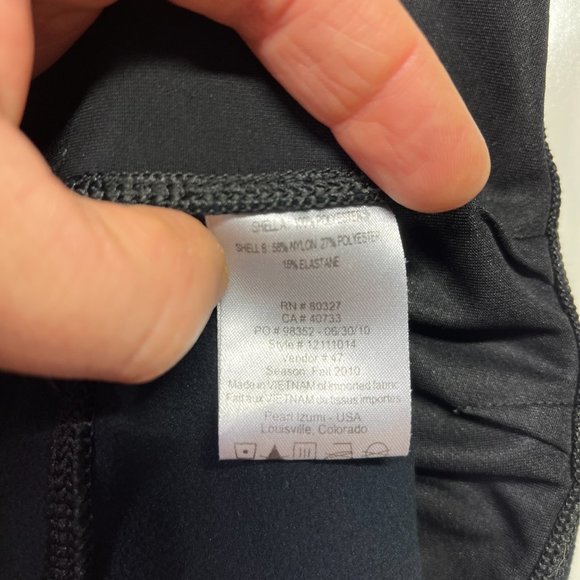 SHELL A : 100% POLYESTER
SHELL B : 58% NYLON 27% POLYESTER
15% ELASTANE
RN # 80327
CA # 40733
PO # 98352 - 06/30/10
Style # 12111014
Vendor # 47
Season: Fall 2010
Made in VIETNAM of imported fabric
Fait aux VIETNAM du tissus importes
Pearl Izumi - USA
Louisville, Colorado